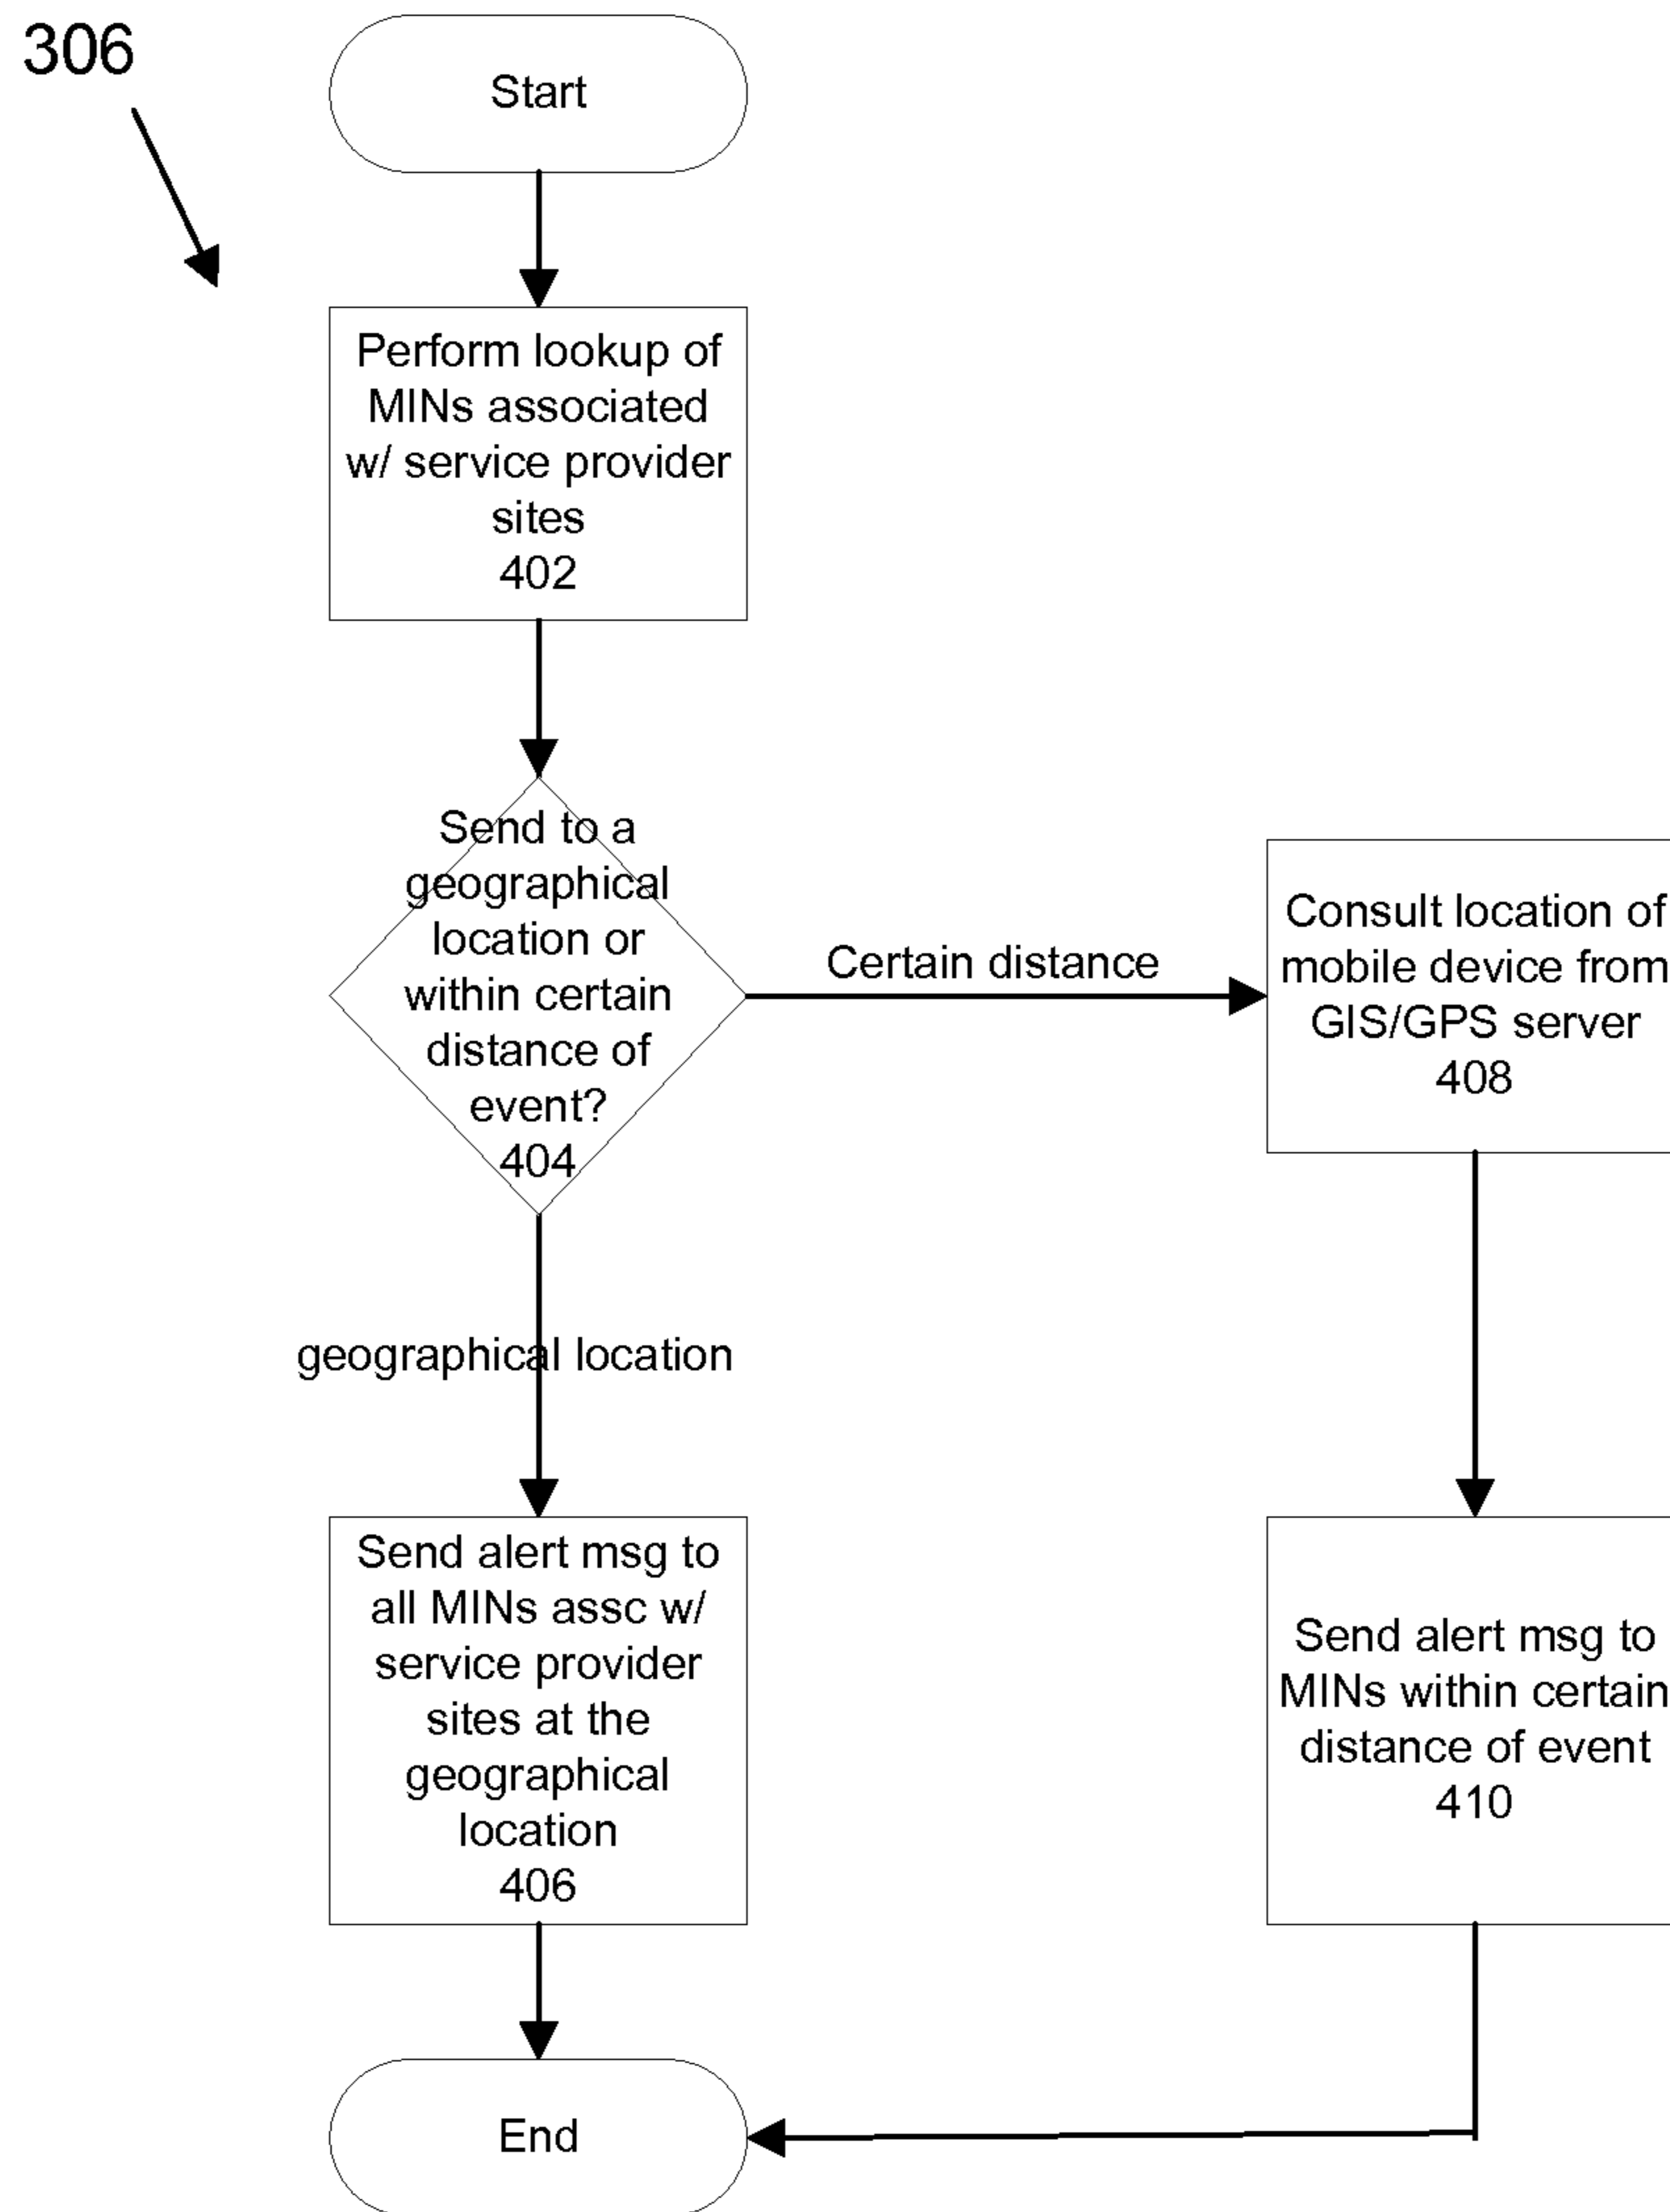 306
Start
Perform lookup of
MINs associated
w/ service provider
sites
402
Send to a
geographical
location or
within certain
distance of
event?
404
Certain distance
Consult location of
mobile device from
GIS/GPS server
408
geographical location
Send alert msg to
all MINs assc w/
service provider
sites at the
geographical
location
406
Send alert msg to
MINs within certain
distance of event
410
End